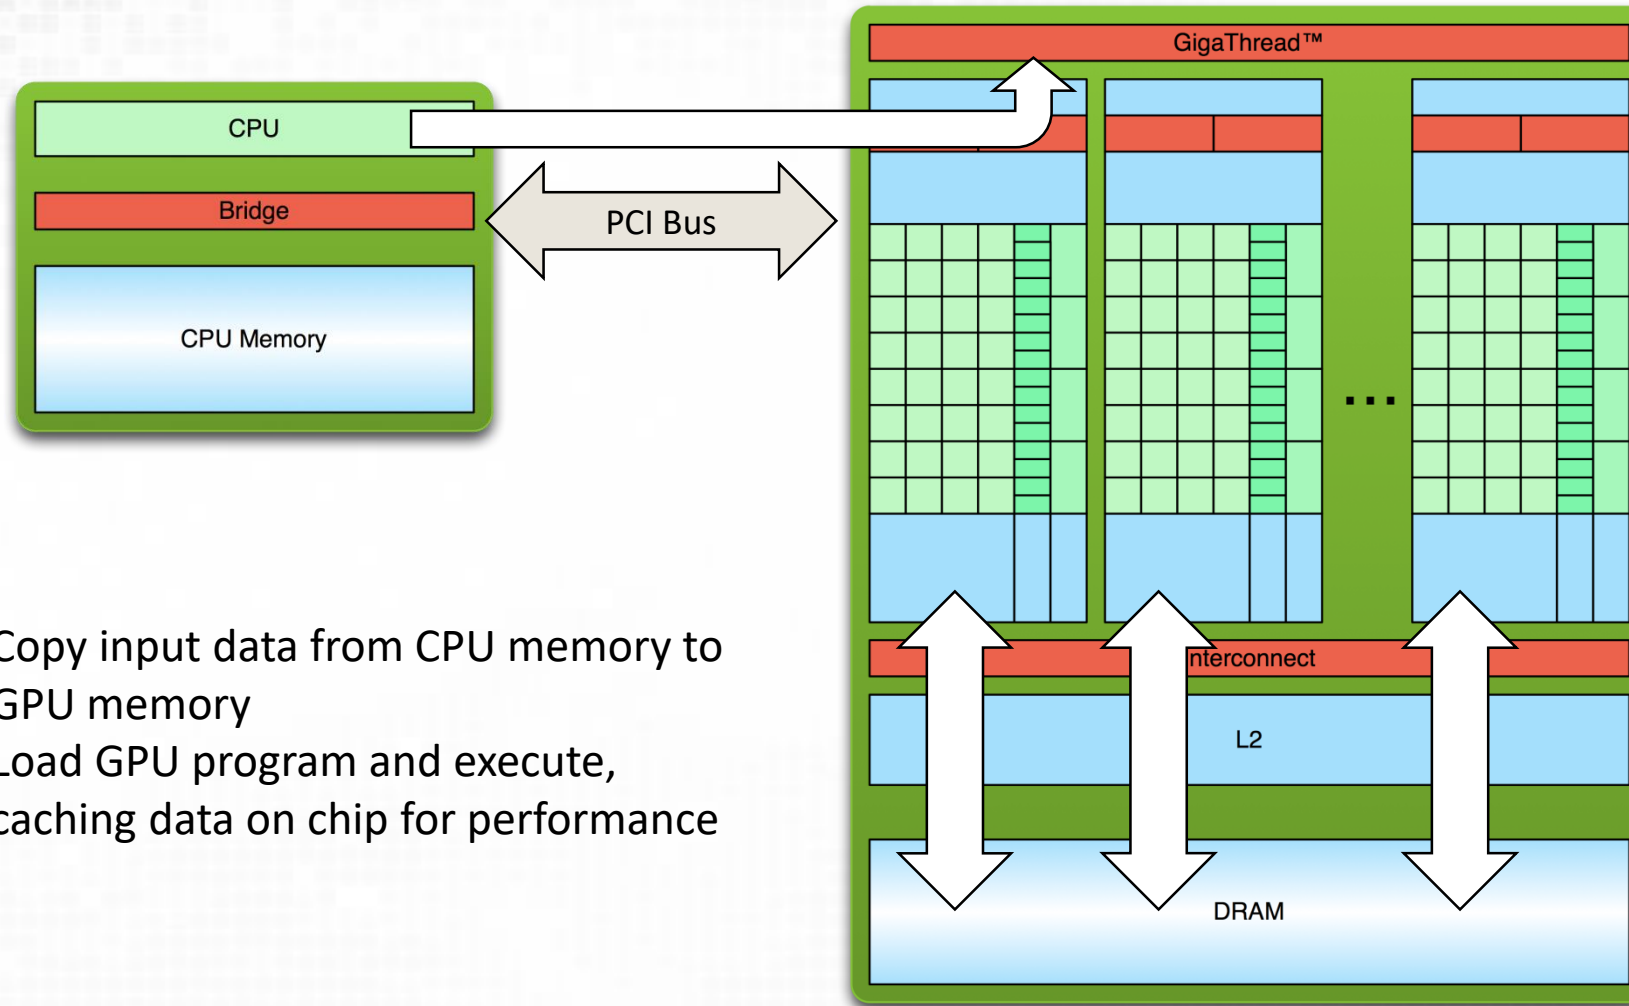 GigaThread™
CPU
Bridge
PCI Bus
CPU Memory
...
Copy input data from CPU memory to
GPU memory
Load GPU program and execute,
caching data on chip for performance
nterconnect
L2
DRAM